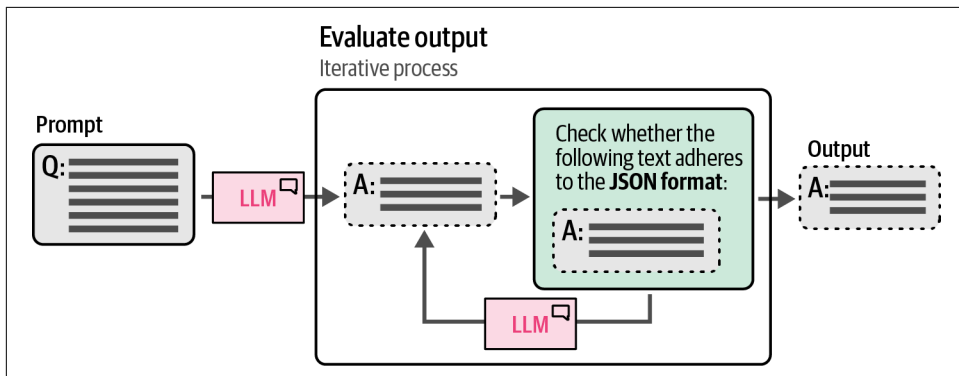 Evaluate output
Iterative process
Prompt
Q:
LLM
A:
Check whether the
following text adheres
to the JSON format:
A:
LLM
Output
A: